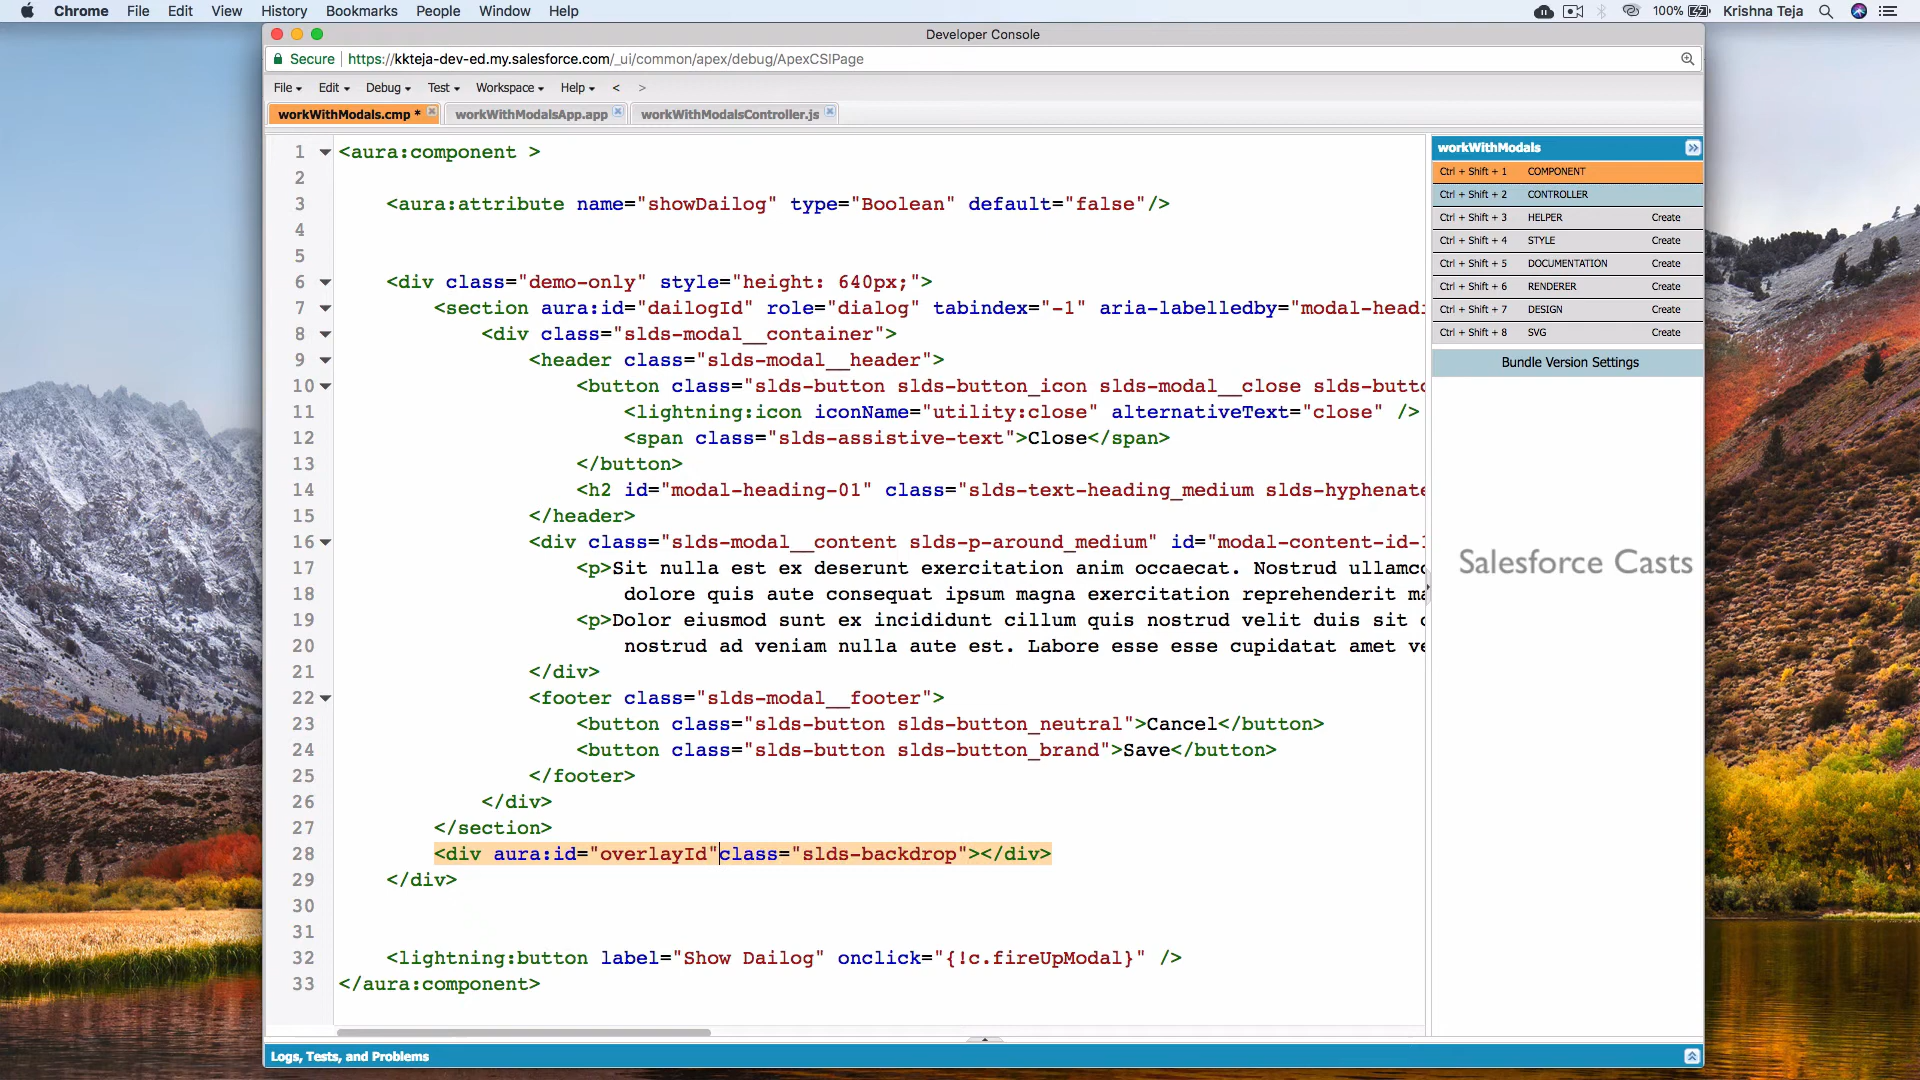 Chrome File Edit View History Bookmarks People Window Help 100% Krishna Teja
Developer Console
Secure https://kkteja-dev-ed.my.salesforce.com/_ui/common/apex/debug/ApexCSIPage
File Edit Debug Test Workspace Help < >
workWithModals.cmp * workWithModalsApp.app workWithModalsController.js
1 <aura:component >
2
3 <aura:attribute name="showDailog" type="Boolean" default="false"/>
4
5
6 <div class="demo-only" style="height: 640px;">
7 <section aura:id="dailogId" role="dialog" tabindex="-1" aria-labelledby="modal-headi
8 <div class="slds-modal__container">
9 <header class="slds-modal__header">
10 <button class="slds-button slds-button_icon slds-modal__close slds-butto
11 <lightning:icon iconName="utility:close" alternativeText="close" />
12 <span class="slds-assistive-text">Close</span>
13 </button>
14 <h2 id="modal-heading-01" class="slds-text-heading_medium slds-hyphenate
15 </header>
16 <div class="slds-modal__content slds-p-around_medium" id="modal-content-id-1
17 <p>Sit nulla est ex deserunt exercitation anim occaecat. Nostrud ullamco
18 dolore quis aute consequat ipsum magna exercitation reprehenderit ma
19 <p>Dolor eiusmod sunt ex incididunt cillum quis nostrud velit duis sit c
20 nostrud ad veniam nulla aute est. Labore esse esse cupidatat amet ve
21 </div>
22 <footer class="slds-modal__footer">
23 <button class="slds-button slds-button_neutral">Cancel</button>
24 <button class="slds-button slds-button_brand">Save</button>
25 </footer>
26 </div>
27 </section>
28 <div aura:id="overlayId"class="slds-backdrop"></div>
29 </div>
30
31
32 <lightning:button label="Show Dailog" onclick="{!c.fireUpModal}" />
33 </aura:component>
workWithModals
Ctrl + Shift + 1 COMPONENT
Ctrl + Shift + 2 CONTROLLER
Ctrl + Shift + 3 HELPER Create
Ctrl + Shift + 4 STYLE Create
Ctrl + Shift + 5 DOCUMENTATION Create
Ctrl + Shift + 6 RENDERER Create
Ctrl + Shift + 7 DESIGN Create
Ctrl + Shift + 8 SVG Create
Bundle Version Settings
Salesforce Casts
Logs, Tests, and Problems